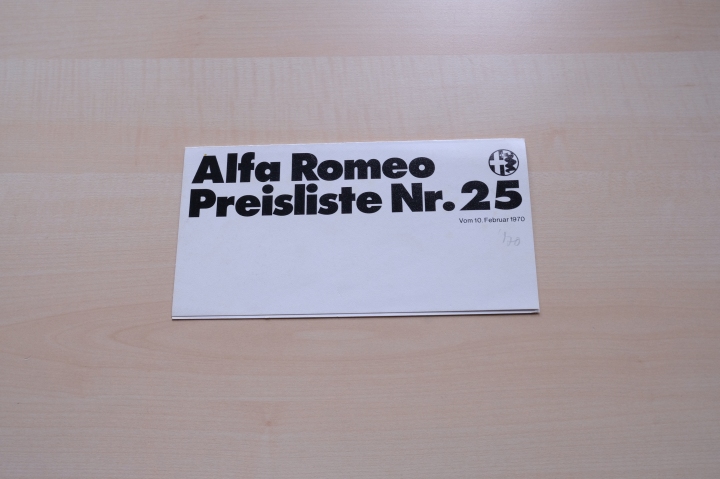 Alfa Romeo
Preisliste Nr. 25
Vom 10. Februar 1970